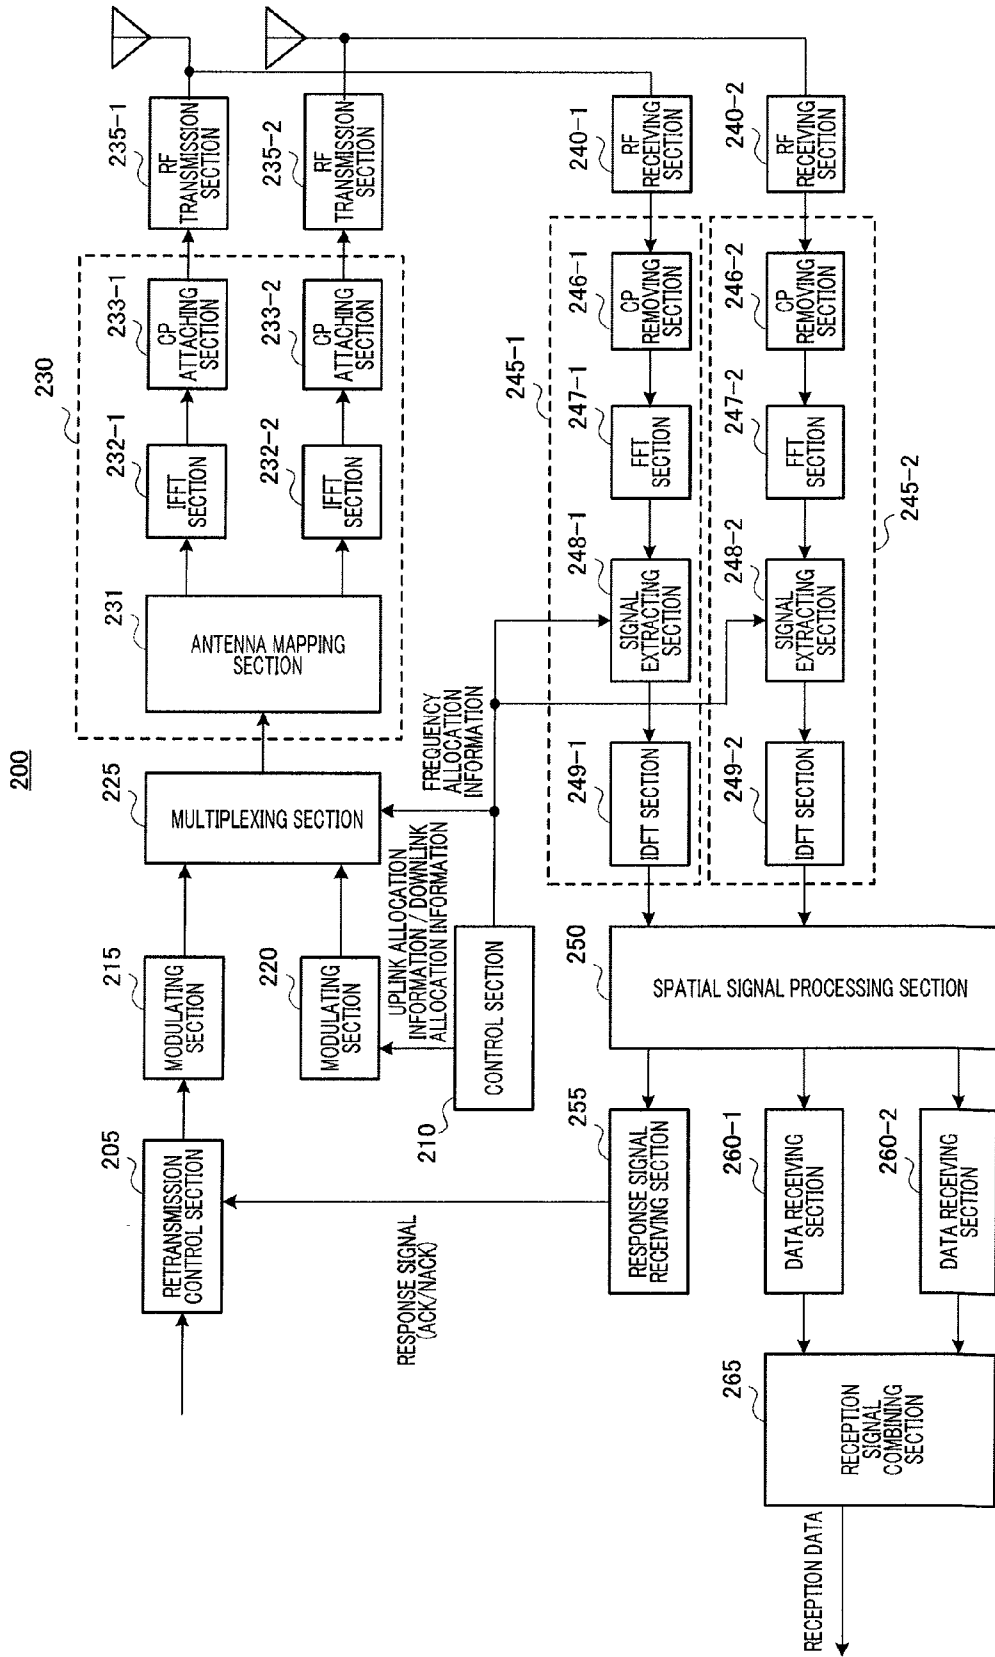 200
205
RETRANSMISSION
CONTROL SECTION
215
MODULATING
SECTION
220
MODULATING
SECTION
225
MULTIPLEXING SECTION
230
231
ANTENNA MAPPING
SECTION
232-1
IFFT
SECTION
233-1
CP
ATTACHING
SECTION
235-1
RF
TRANSMISSION
SECTION
232-2
IFFT
SECTION
233-2
CP
ATTACHING
SECTION
235-2
RF
TRANSMISSION
SECTION
UPLINK ALLOCATION
INFORMATION / DOWNLINK
ALLOCATION INFORMATION
FREQUENCY
ALLOCATION
INFORMATION
210
CONTROL SECTION
RESPONSE SIGNAL
(ACK/NACK)
245-1
240-1
RF
RECEIVING
SECTION
246-1
CP
REMOVING
SECTION
247-1
FFT
SECTION
248-1
SIGNAL
EXTRACTING
SECTION
249-1
IDFT SECTION
240-2
RF
RECEIVING
SECTION
246-2
CP
REMOVING
SECTION
247-2
FFT
SECTION
248-2
SIGNAL
EXTRACTING
SECTION
249-2
IDFT SECTION
245-2
250
SPATIAL SIGNAL PROCESSING SECTION
255
RESPONSE SIGNAL
RECEIVING SECTION
260-1
DATA RECEIVING
SECTION
260-2
DATA RECEIVING
SECTION
265
RECEPTION
SIGNAL
COMBINING
SECTION
RECEPTION DATA